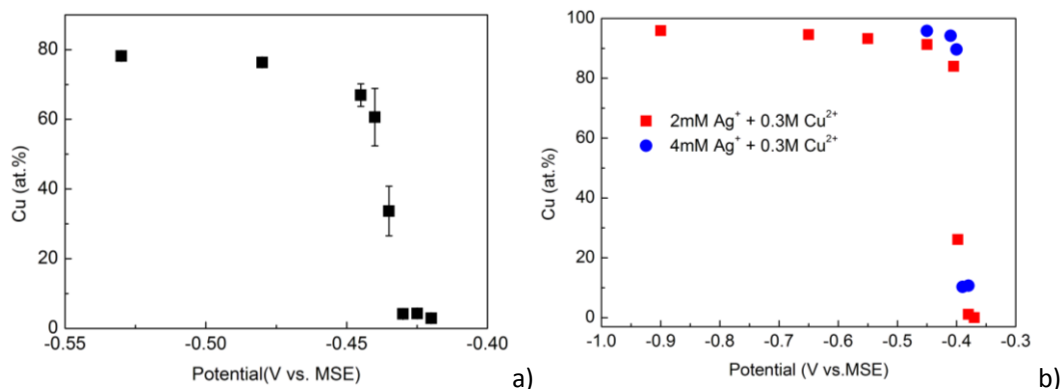 80
60
40
20
0
Cu (at.%)
-0.55
-0.50
-0.45
-0.40
Potential(V vs. MSE)
a)
100
80
60
40
20
0
Cu (at.%)
2mM Ag⁺ + 0.3M Cu²⁺
4mM Ag⁺ + 0.3M Cu²⁺
-1.0
-0.9
-0.8
-0.7
-0.6
-0.5
-0.4
-0.3
Potential (V vs.MSE)
b)